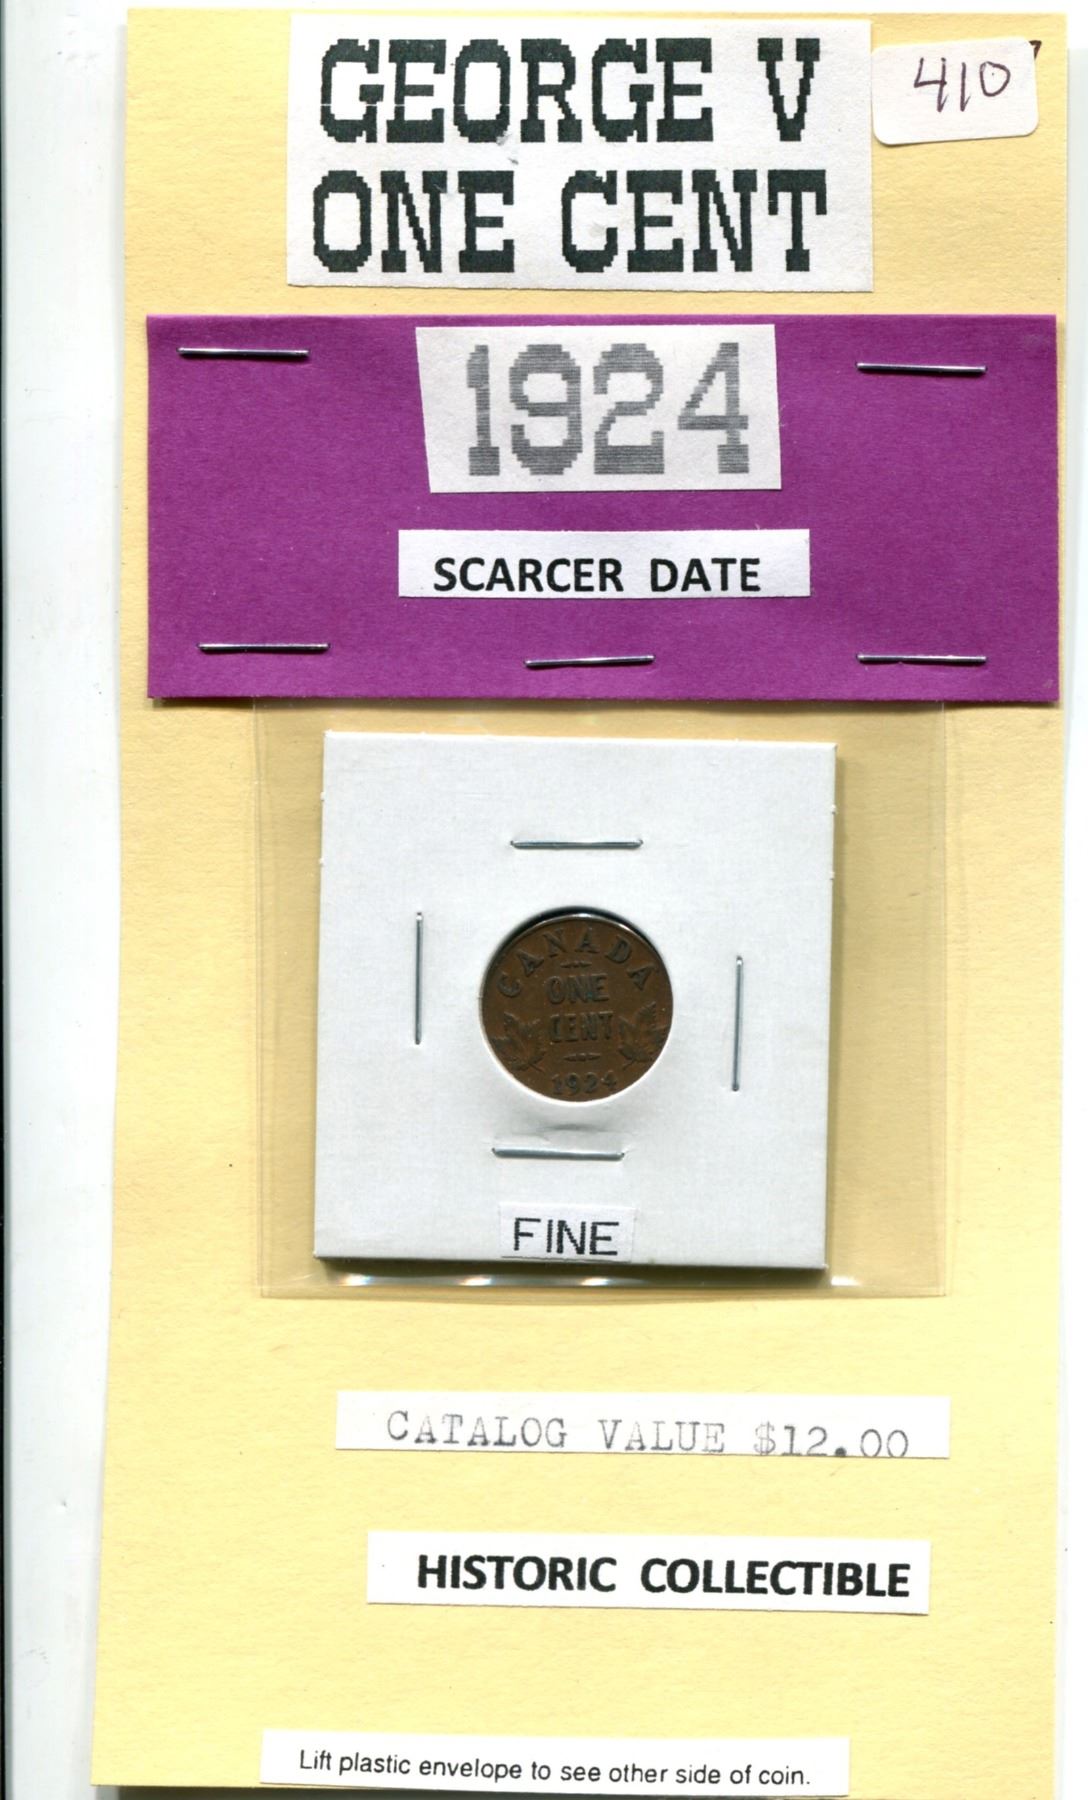 GEORGE V
ONE CENT
410
1924
SCARCER DATE
CANADA
ONE
CENT
1924
FINE
CATALOG VALUE $12.00
HISTORIC COLLECTIBLE
Lift plastic envelope to see other side of coin.